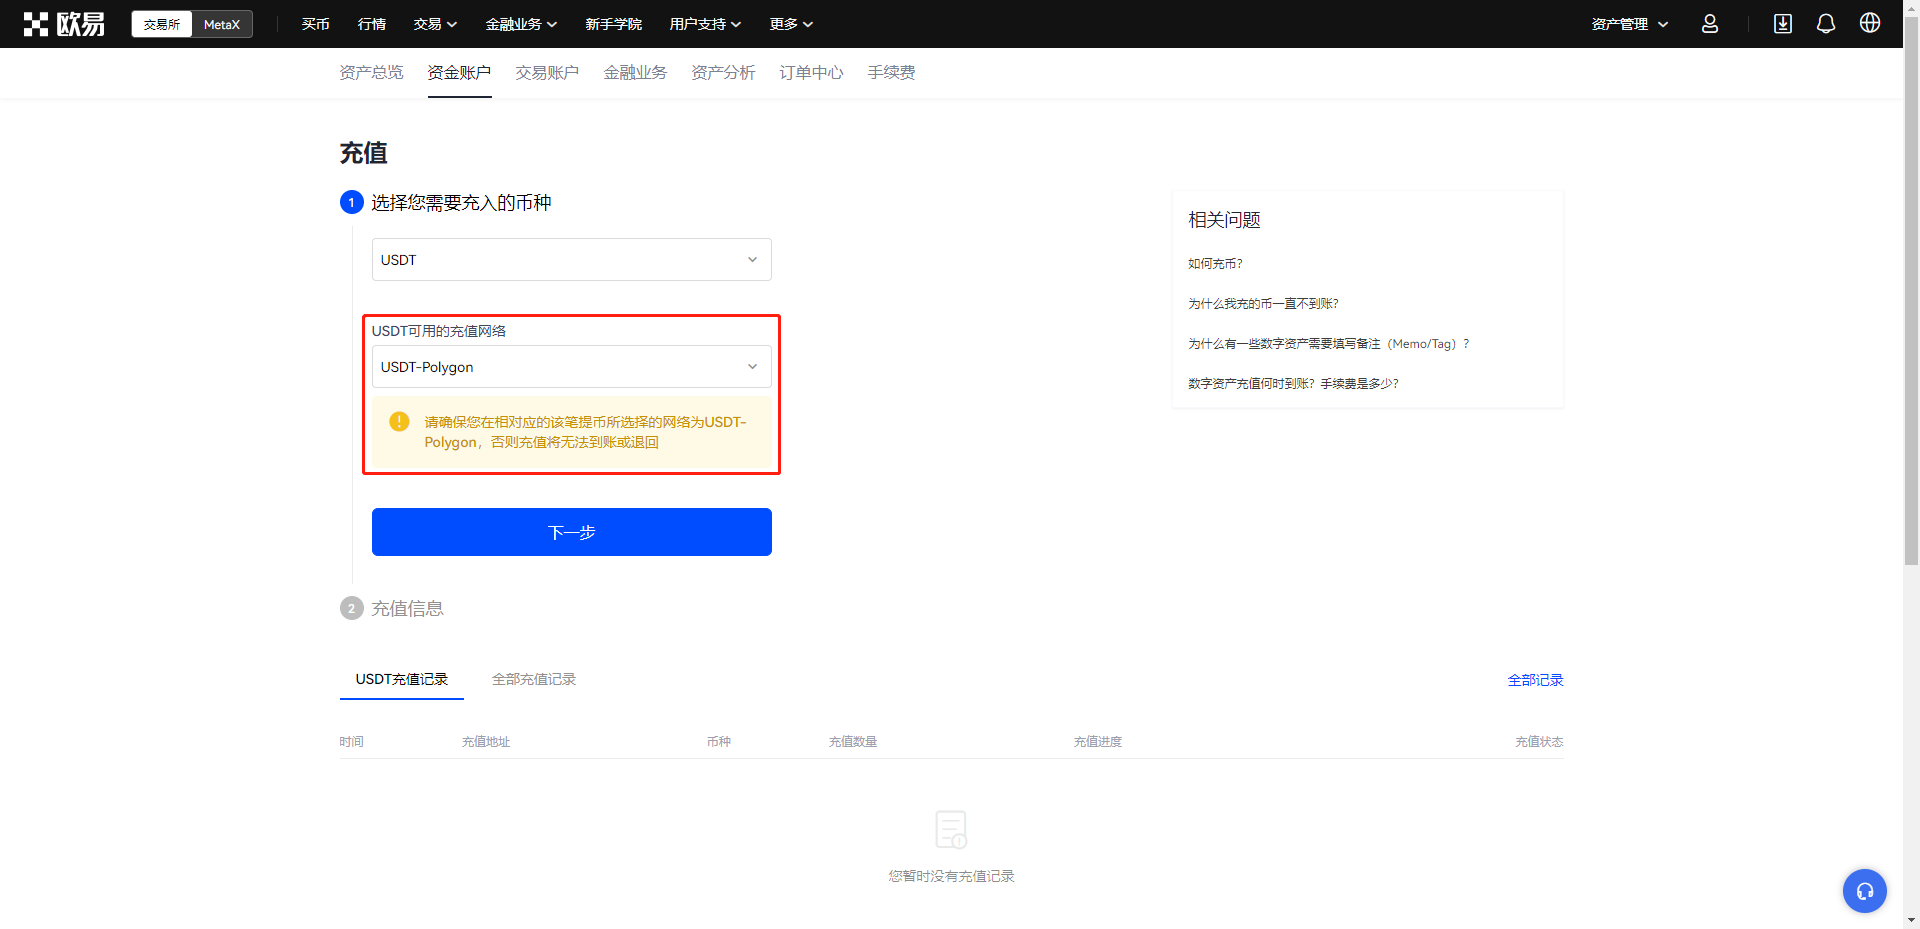 欧易 交易所 MetaX 买币 行情 交易 金融业务 新手学院 用户支持 更多 资产管理
资产总览 资金账户 交易账户 金融业务 资产分析 订单中心 手续费
充值
1 选择您需要充入的币种
USDT
USDT可用的充值网络
USDT-Polygon
请确保您在相对应的该笔提币所选择的网络为USDT-
Polygon，否则充值将无法到账或退回
下一步
2 充值信息
相关问题
如何充币?
为什么我充的币一直不到账?
为什么有一些数字资产需要填写备注（Memo/Tag）?
数字资产充值何时到账? 手续费是多少?
USDT充值记录 全部充值记录 全部记录
时间 充值地址 币种 充值数量 充值进度 充值状态
您暂时没有充值记录